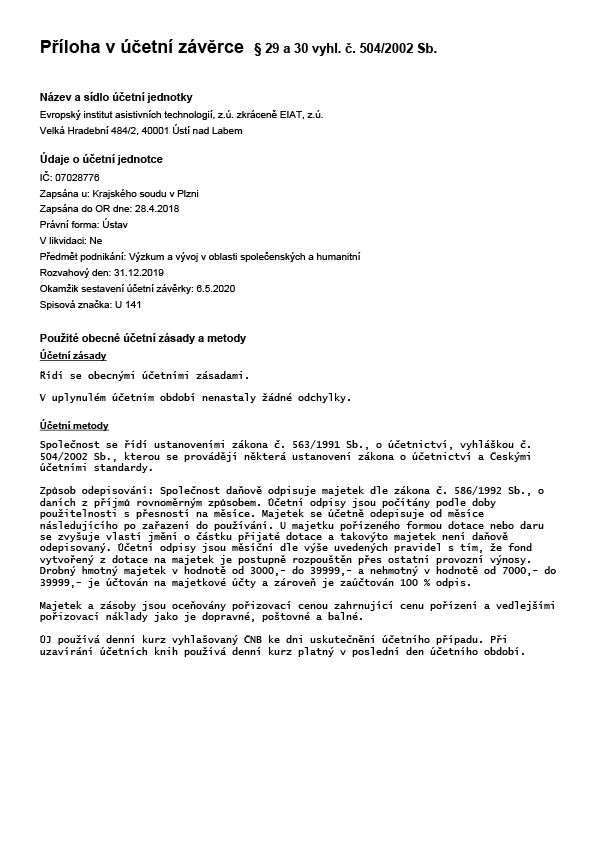 Příloha v účetní závěrce § 29 a 30 vyhl. č. 504/2002 Sb.
Název a sídlo účetní jednotky
Evropský institut asistivních technologií, z.ú. zkráceně EIAT, z.ú.
Velká Hradební 484/2, 40001 Ústí nad Labem
Údaje o účetní jednotce
IČ: 07028776
Zapsána u: Krajského soudu v Plzni
Zapsána do OR dne: 28.4.2018
Právní forma: Ústav
V likvidaci: Ne
Předmět podnikání: Výzkum a vývoj v oblasti společenských a humanitní
Rozvahový den: 31.12.2019
Okamžik sestavení účetní závěrky: 6.5.2020
Spisová značka: U 141
Použité obecné účetní zásady a metody
Účetní zásady
Řídí se obecnými účetními zásadami.
V uplynulém účetním období nenastaly žádné odchylky.
Účetní metody
Společnost se řídí ustanoveními zákona č. 563/1991 Sb., o účetnictví, vyhláškou č.
504/2002 Sb., kterou se provádějí některá ustanovení zákona o účetnictví a Českými
účetními standardy.
Způsob odepisování: Společnost daňově odpisuje majetek dle zákona č. 586/1992 Sb., o
daních z příjmů rovnoměrným způsobem. Účetní odpisy jsou počítány podle doby
použitelnosti s přesností na měsíce. Majetek se účetně odepisuje od měsíce
následujícího po zařazení do používání. U majetku pořízeného formou dotace nebo daru
se zvyšuje vlastí jmění o částku přijaté dotace a takovýto majetek není daňově
odepisovaný. Účetní odpisy jsou měsíční dle výše uvedených pravidel s tím, že fond
vytvořený z dotace na majetek je postupně rozpouštěn přes ostatní provozní výnosy.
Drobný hmotný majetek v hodnotě od 3000,- do 39999,- a nehmotný v hodnotě od 7000,- do
39999,- je účtován na majetkové účty a zároveň je zaúčtován 100 % odpis.
Majetek a zásoby jsou oceňovány pořizovací cenou zahrnující cenu pořízení a vedlejšími
pořizovací náklady jako je dopravné, poštovné a balné.
ÚJ používá denní kurz vyhlašovaný ČNB ke dni uskutečnění účetního případu. Při
uzavírání účetních knih používá denní kurz platný v poslední den účetního období.